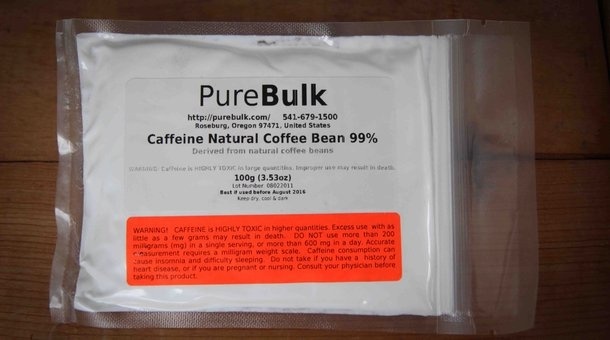 PureBulk
http://purebulk.com/ 541-679-1500
Roseburg, Oregon 97471, United States
Caffeine Natural Coffee Bean 99%
Derived from natural coffee beans
WARNING: Caffeine is HIGHLY TOXIC in large quantities. Improper use may result in death.
100g (3.53oz)
Lot Number: 08022011
Best if used before August 2016
Keep dry, cool & dark
WARNING! CAFFEINE is HIGHLY TOXIC in higher quantities. Excess use with as
little as a few grams may result in death. DO NOT use more than 200
milligrams (mg) in a single serving, or more than 600 mg in a day. Accurate
measurement requires a milligram weight scale. Caffeine consumption can
cause insomnia and difficulty sleeping. Do not take if you have a history of
heart disease, or if you are pregnant or nursing. Consult your physician before
taking this product.